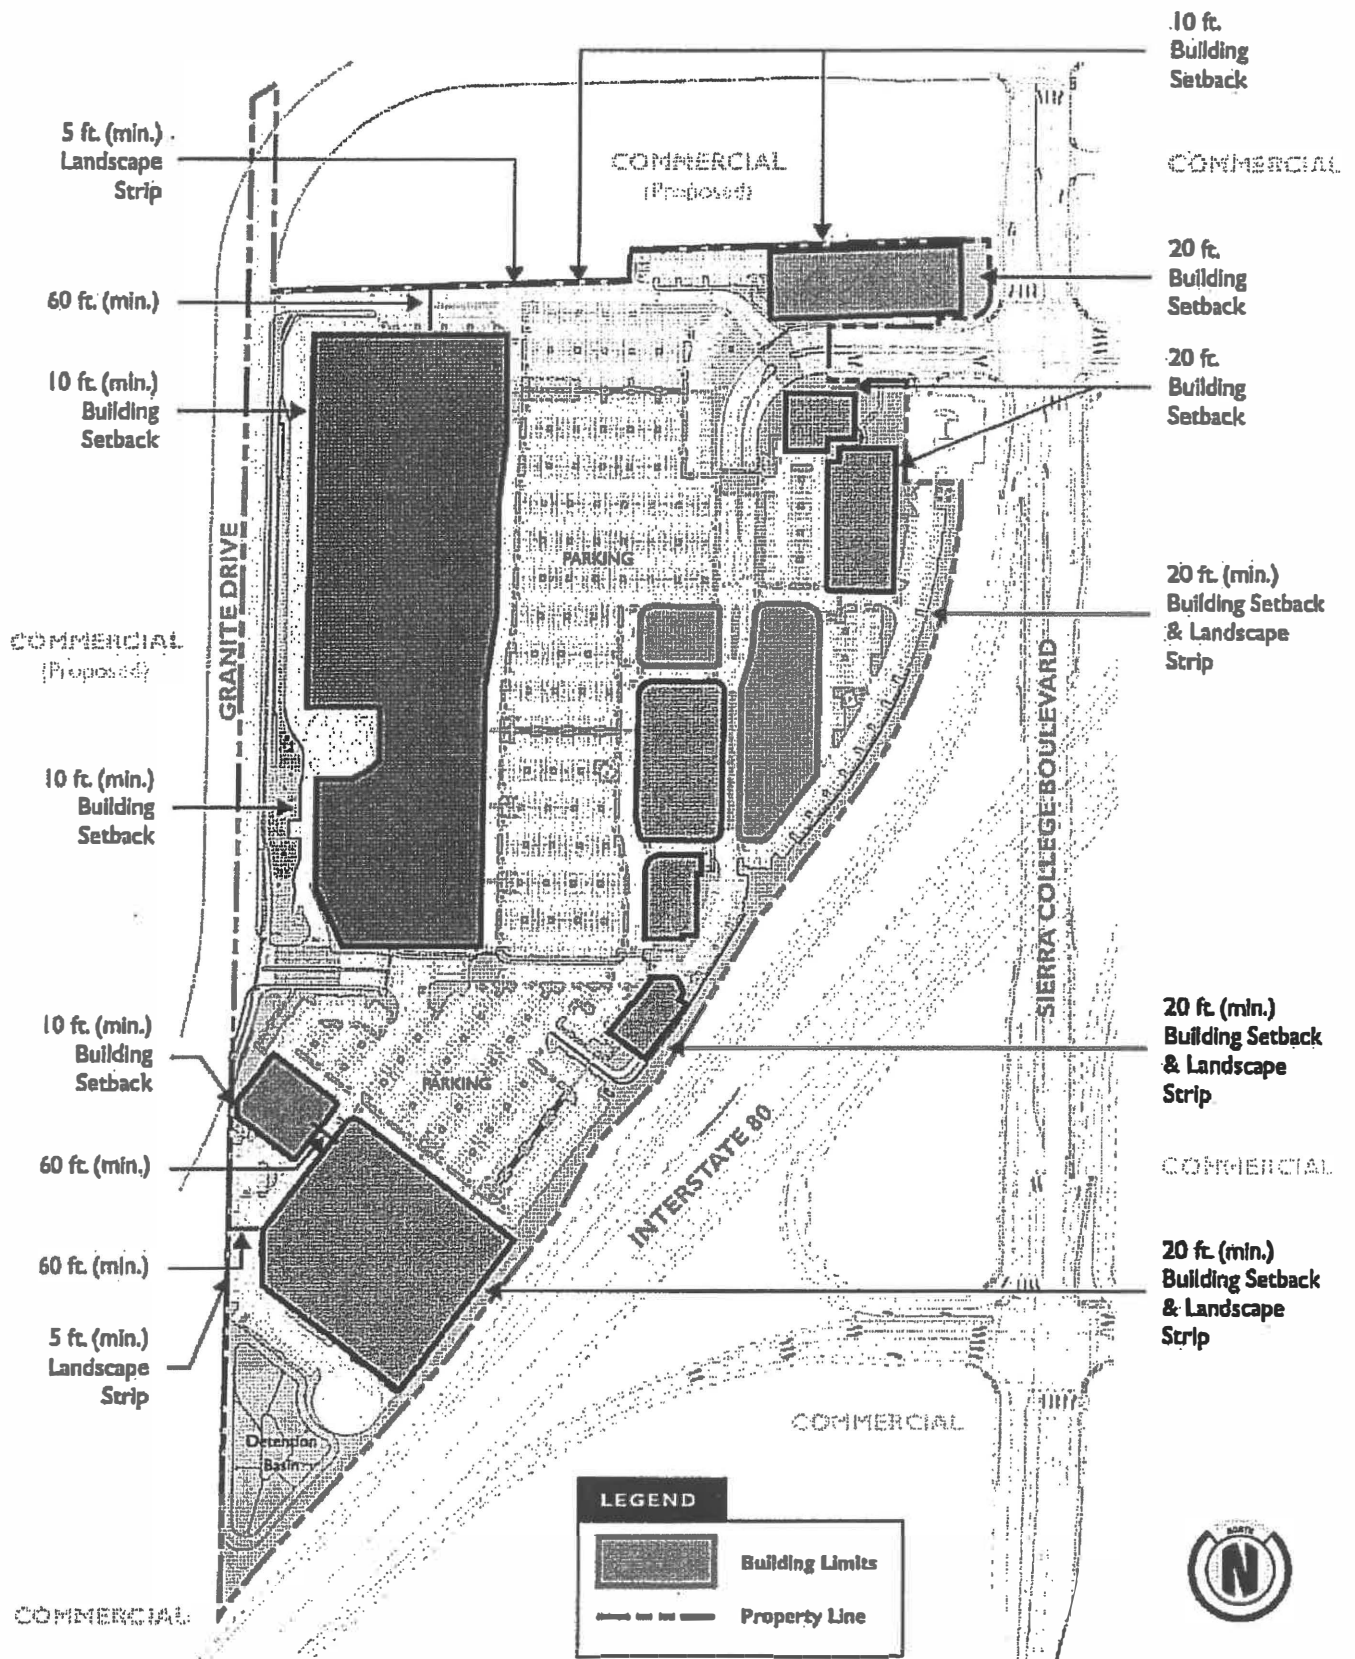 10 ft.
Building
Setback
5 ft. (min.)
Landscape
Strip
COMMERCIAL
(Proposed)
COMMERCIAL
20 ft.
Building
Setback
60 ft. (min.)
20 ft.
Building
Setback
10 ft. (min.)
Building
Setback
PARKING
GRANITE DRIVE
20 ft. (min.)
Building Setback
& Landscape
Strip
COMMERCIAL
(Proposed)
SIERRA COLLEGE BOULEVARD
10 ft. (min.)
Building
Setback
20 ft. (min.)
Building Setback
& Landscape
Strip
10 ft. (min.)
Building
Setback
PARKING
INTERSTATE 80
60 ft. (min.)
COMMERCIAL
60 ft. (min.)
20 ft. (min.)
Building Setback
& Landscape
Strip
5 ft. (min.)
Landscape
Strip
COMMERCIAL
Detention
Basin
LEGEND
Building Limits
Property Line
NORTH
N
COMMERCIAL